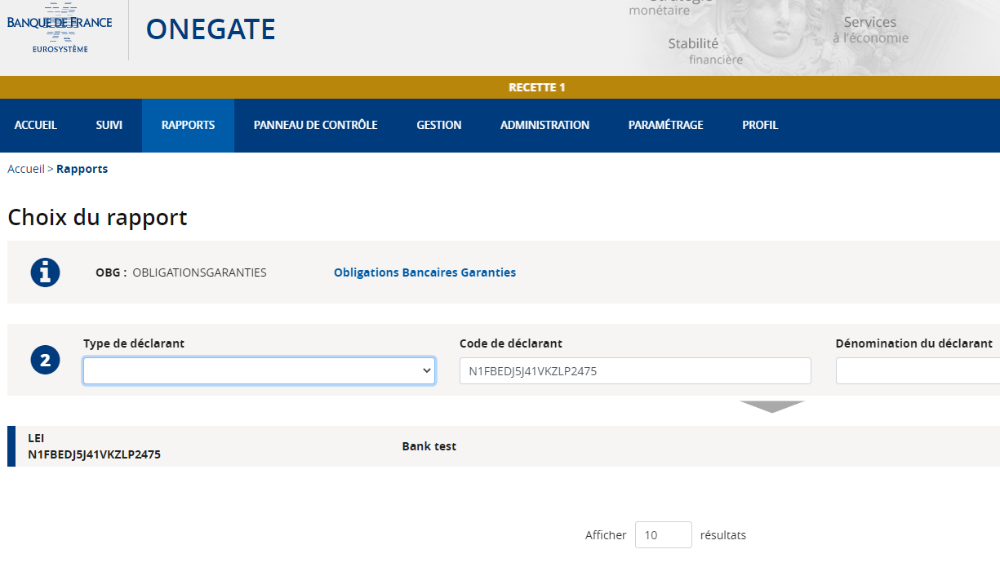 BANQUE DE FRANCE
EUROSYSTÈME
ONEGATE
Stratégie
monétaire
Stabilité
financière
Services
à l'économie
RECETTE 1
ACCUEIL SUIVI RAPPORTS PANNEAU DE CONTRÔLE GESTION ADMINISTRATION PARAMÉTRAGE PROFIL
Accueil > Rapports
Choix du rapport
OBG : OBLIGATIONSGARANTIES Obligations Bancaires Garanties
Type de déclarant Code de déclarant Dénomination du déclarant
2 N1FBEDJ5J41VKZLP2475
LEI
N1FBEDJ5J41VKZLP2475
Bank test
Afficher 10 résultats